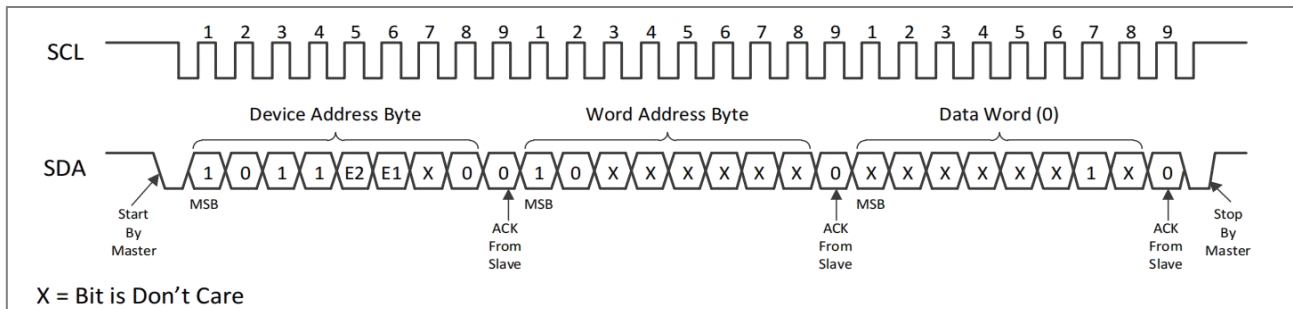 1 2 3 4 5 6 7 8 9 1 2 3 4 5 6 7 8 9 1 2 3 4 5 6 7 8 9
SCL
Device Address Byte Word Address Byte Data Word (0)
SDA 1 0 1 1 E2 E1 X 0 0 1 0 X X X X X X 0 X X X X X X 1 X 0
MSB MSB MSB
Start
By
Master
ACK
From
Slave
ACK
From
Slave
ACK
From
Slave
Stop
By
Master
X = Bit is Don't Care